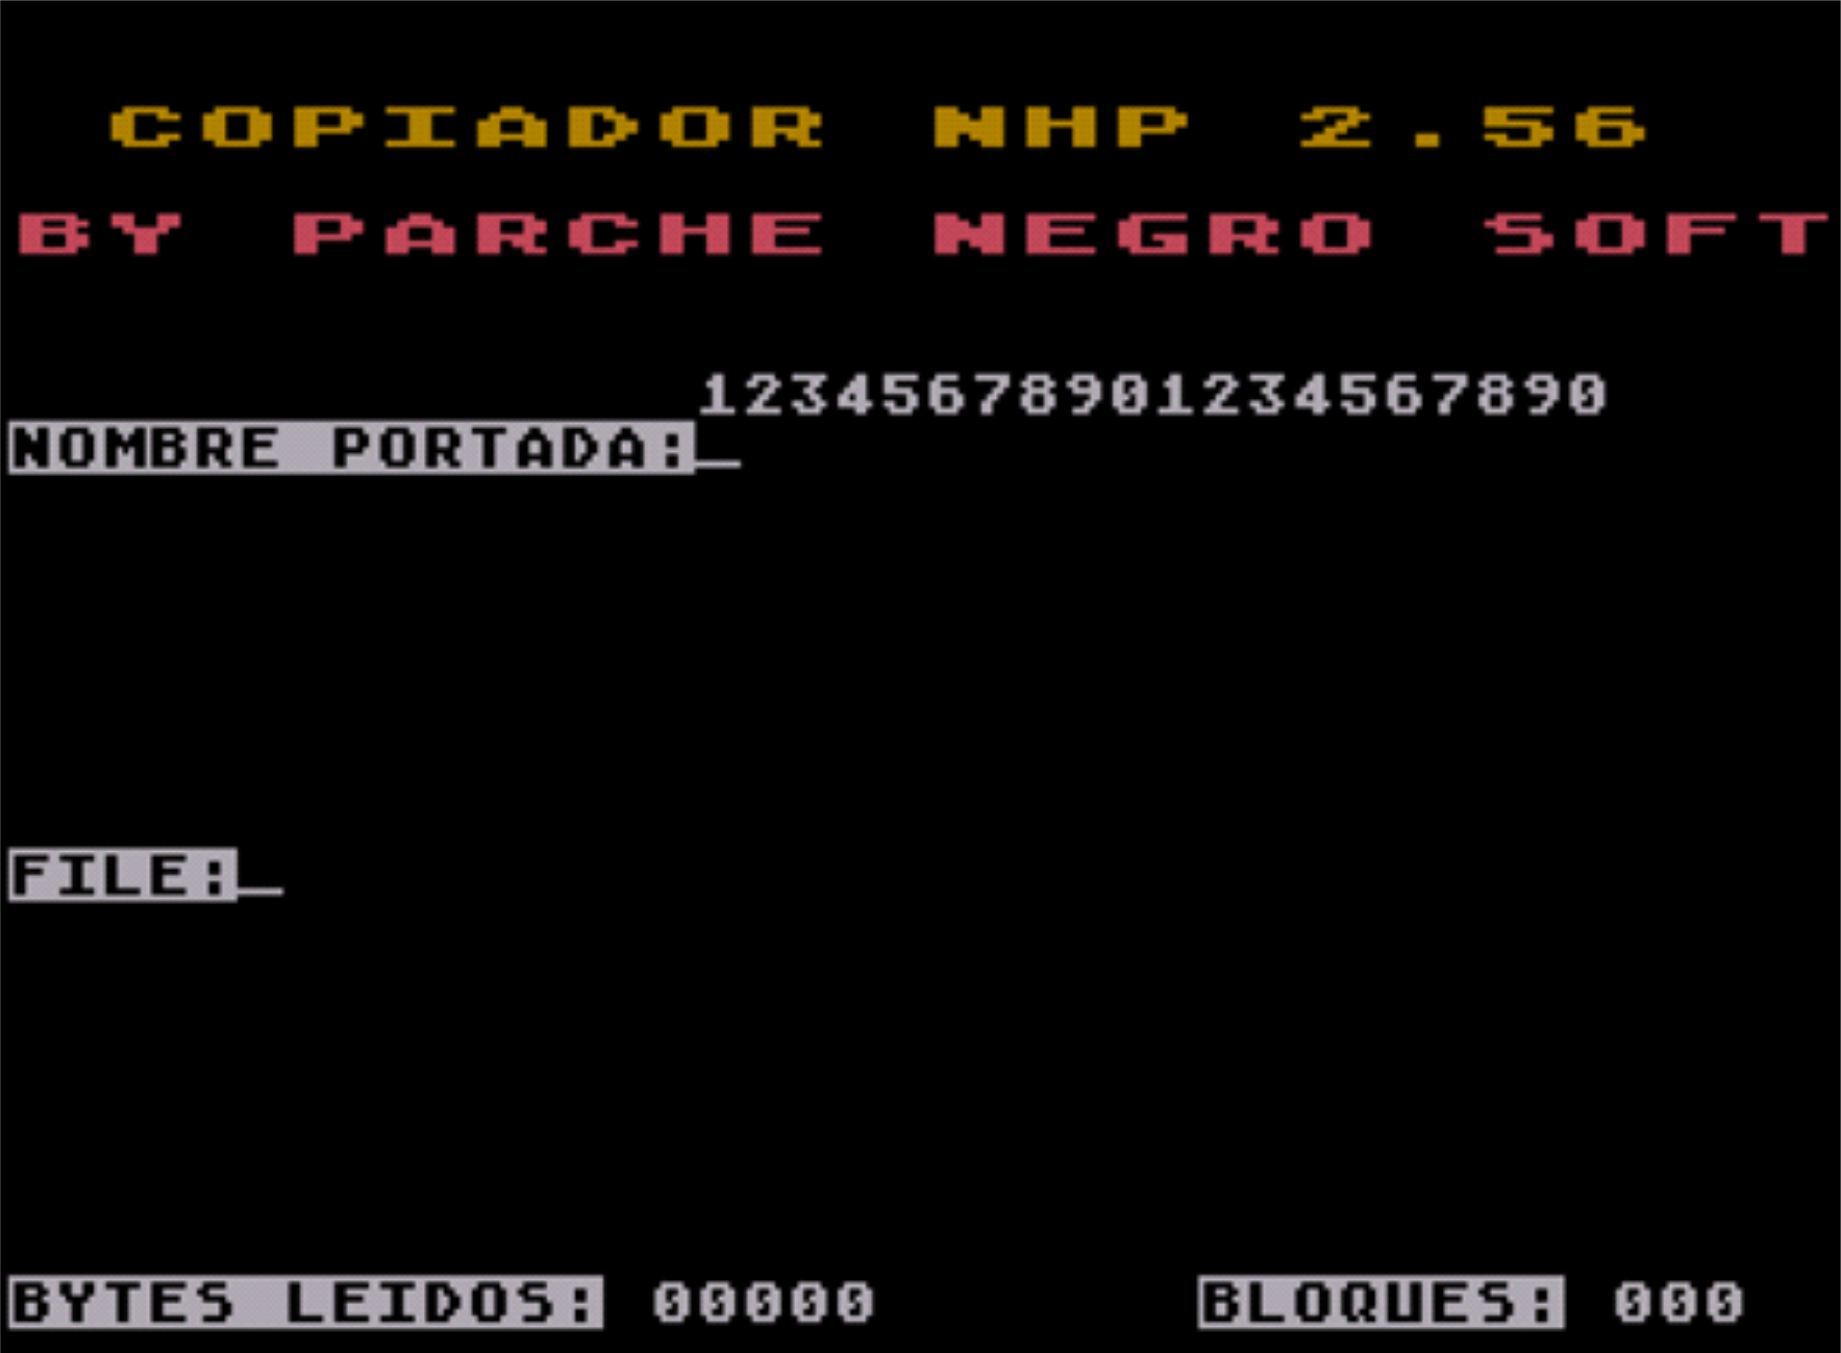 COPIADOR NHP 2.56
BY PARCHE NEGRO SOFT
12345678901234567890
NOMBRE PORTADA:_
FILE:_
BYTES LEIDOS: 00000 BLOQUES: 000